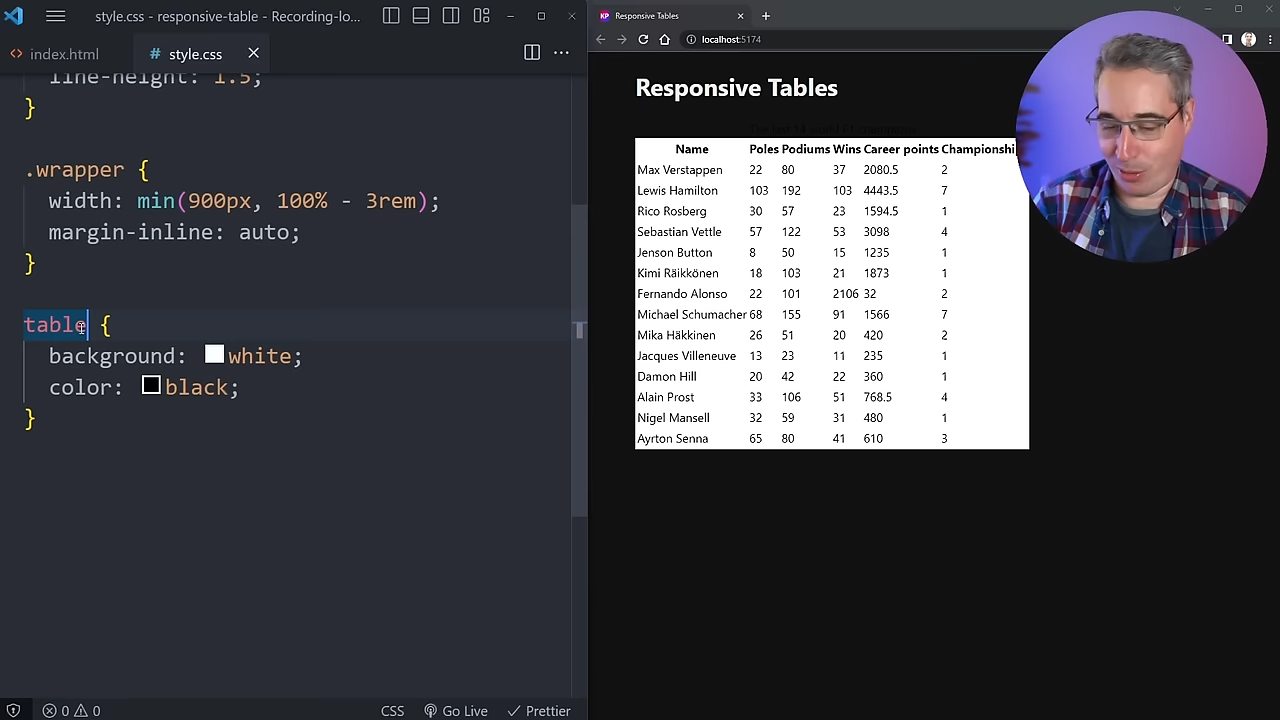 style.css - responsive-table - Recording-lo...
index.html
# style.css
line-height: 1.5;
}
.wrapper {
width: min(900px, 100% - 3rem);
margin-inline: auto;
}
table {
background: white;
color: black;
}
0 0
CSS
Go Live
Prettier
KP Responsive Tables
localhost:5174
Responsive Tables
Name Poles Podiums Wins Career points Championshi
Max Verstappen 22 80 37 2080.5 2
Lewis Hamilton 103 192 103 4443.5 7
Rico Rosberg 30 57 23 1594.5 1
Sebastian Vettle 57 122 53 3098 4
Jenson Button 8 50 15 1235 1
Kimi Räikkönen 18 103 21 1873 1
Fernando Alonso 22 101 2106 32 2
Michael Schumacher 68 155 91 1566 7
Mika Häkkinen 26 51 20 420 2
Jacques Villeneuve 13 23 11 235 1
Damon Hill 20 42 22 360 1
Alain Prost 33 106 51 768.5 4
Nigel Mansell 32 59 31 480 1
Ayrton Senna 65 80 41 610 3